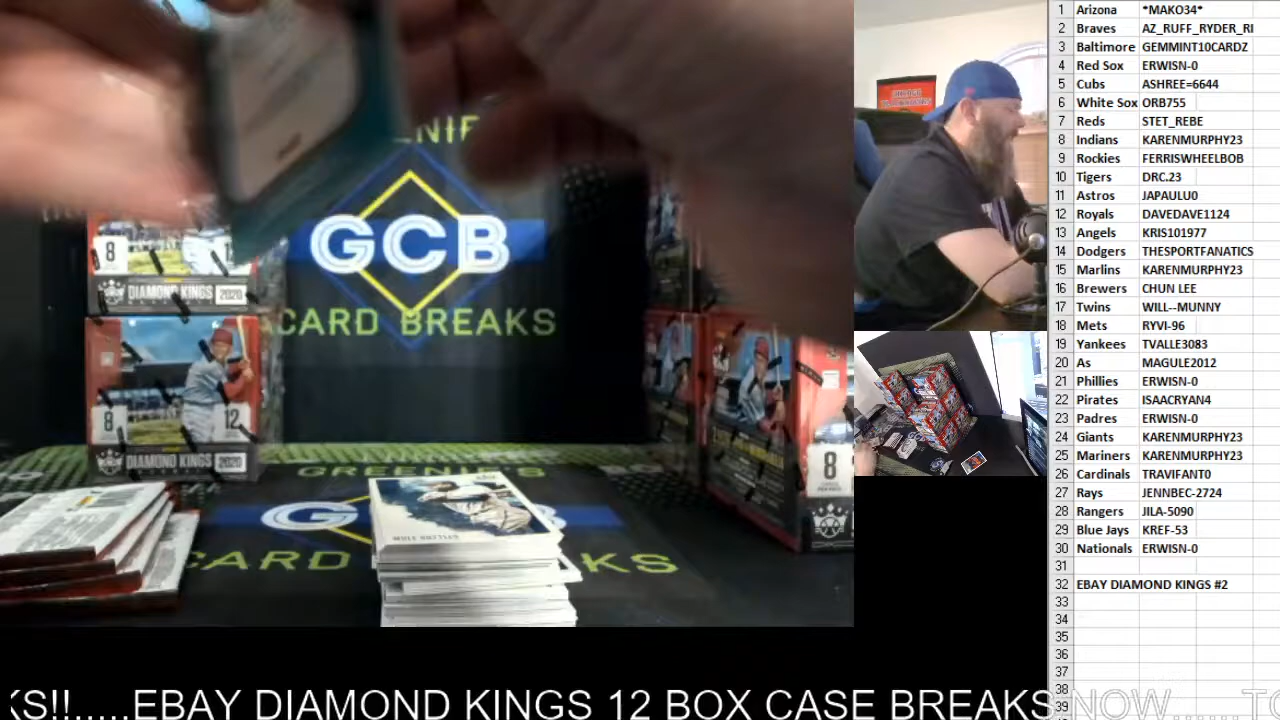 GCB
CARD BREAKS
8
DIAMOND KINGS 2020
8
12
DIAMOND KINGS 2020
8
GREENIE'S
CARD BREAKS
MULE SUTTLES
1 Arizona *MAKO34*
2 Braves AZ_RUFF_RYDER_RI
3 Baltimore GEMMINT10CARDZ
4 Red Sox ERWISN-0
5 Cubs ASHREE=6644
6 White Sox ORB755
7 Reds STET_REBE
8 Indians KARENMURPHY23
9 Rockies FERRISWHEELBOB
10 Tigers DRC.23
11 Astros JAPAULU0
12 Royals DAVEDAVE1124
13 Angels KRIS101977
14 Dodgers THESPORTFANATICS
15 Marlins KARENMURPHY23
16 Brewers CHUN LEE
17 Twins WILL--MUNNY
18 Mets RYVI-96
19 Yankees TVALLE3083
20 As MAGULE2012
21 Phillies ERWISN-0
22 Pirates ISAACRYAN4
23 Padres ERWISN-0
24 Giants KARENMURPHY23
25 Mariners KARENMURPHY23
26 Cardinals TRAVIFANT0
27 Rays JENNBEC-2724
28 Rangers JILA-5090
29 Blue Jays KREF-53
30 Nationals ERWISN-0
31
32 EBAY DIAMOND KINGS #2
33
34
35
36
37
38
39
KS!!.....EBAY DIAMOND KINGS 12 BOX CASE BREAKS NOW.......TO